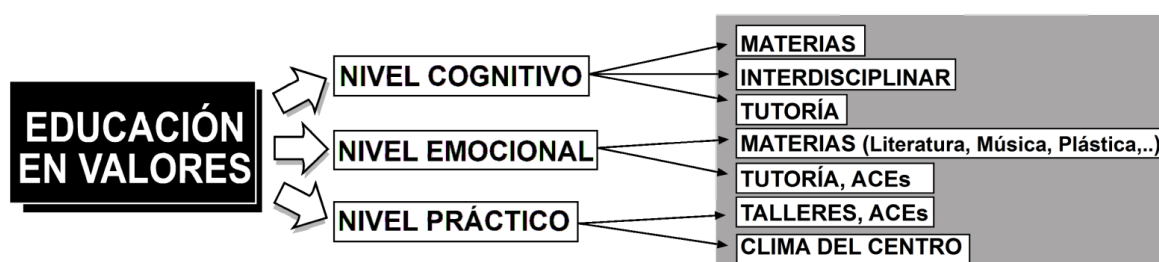 EDUCACIÓN
EN VALORES
NIVEL COGNITIVO
NIVEL EMOCIONAL
NIVEL PRÁCTICO
MATERIAS
INTERDISCIPLINAR
TUTORÍA
MATERIAS (Literatura, Música, Plástica,..)
TUTORÍA, ACEs
TALLERES, ACEs
CLIMA DEL CENTRO